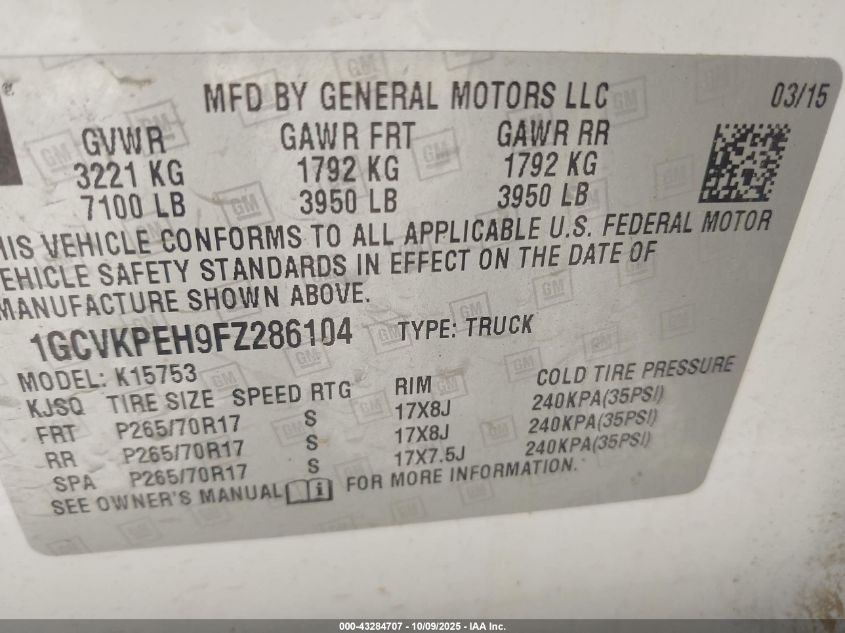 MFD BY GENERAL MOTORS LLC 03/15
GVWR GAWR FRT GAWR RR
3221 KG 1792 KG 1792 KG
7100 LB 3950 LB 3950 LB
HIS VEHICLE CONFORMS TO ALL APPLICABLE U.S. FEDERAL MOTOR
EHICLE SAFETY STANDARDS IN EFFECT ON THE DATE OF
MANUFACTURE SHOWN ABOVE.
1GCVKPEH9FZ286104 TYPE: TRUCK
MODEL: K15753
KJSQ TIRE SIZE SPEED RTG RIM COLD TIRE PRESSURE
FRT P265/70R17 S 17X8J 240KPA(35PSI)
RR P265/70R17 S 17X8J 240KPA(35PSI)
SPA P265/70R17 S 17X7.5J 240KPA(35PSI)
SEE OWNER'S MANUAL FOR MORE INFORMATION.
000-43284707 - 10/09/2025 - IAA Inc.